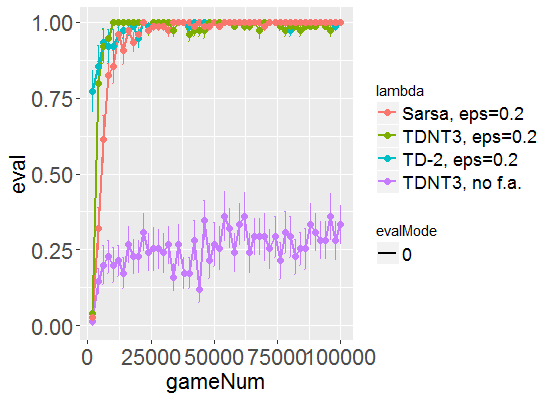 1.00
0.75
0.50
0.25
0.00
eval
0 25000 50000 75000 100000
gameNum
lambda
Sarsa, eps=0.2
TDNT3, eps=0.2
TD-2, eps=0.2
TDNT3, no f.a.
evalMode
0